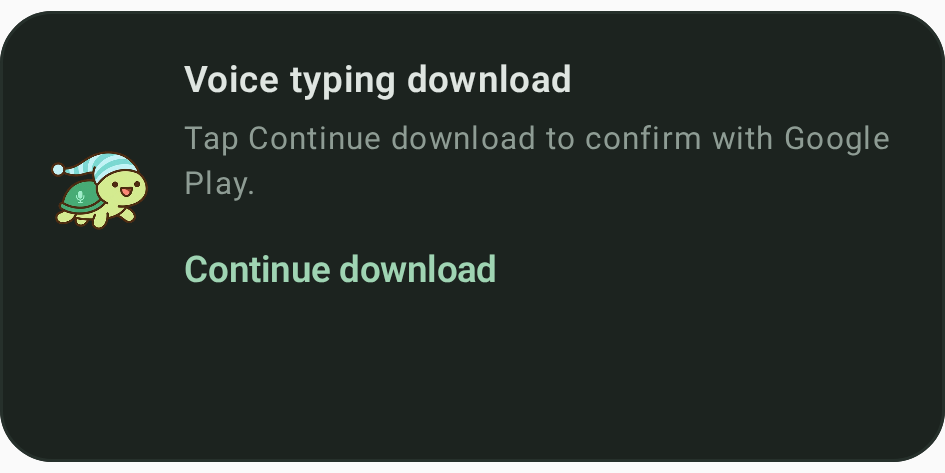 Voice typing download
Tap Continue download to confirm with Google
Play.
Continue download